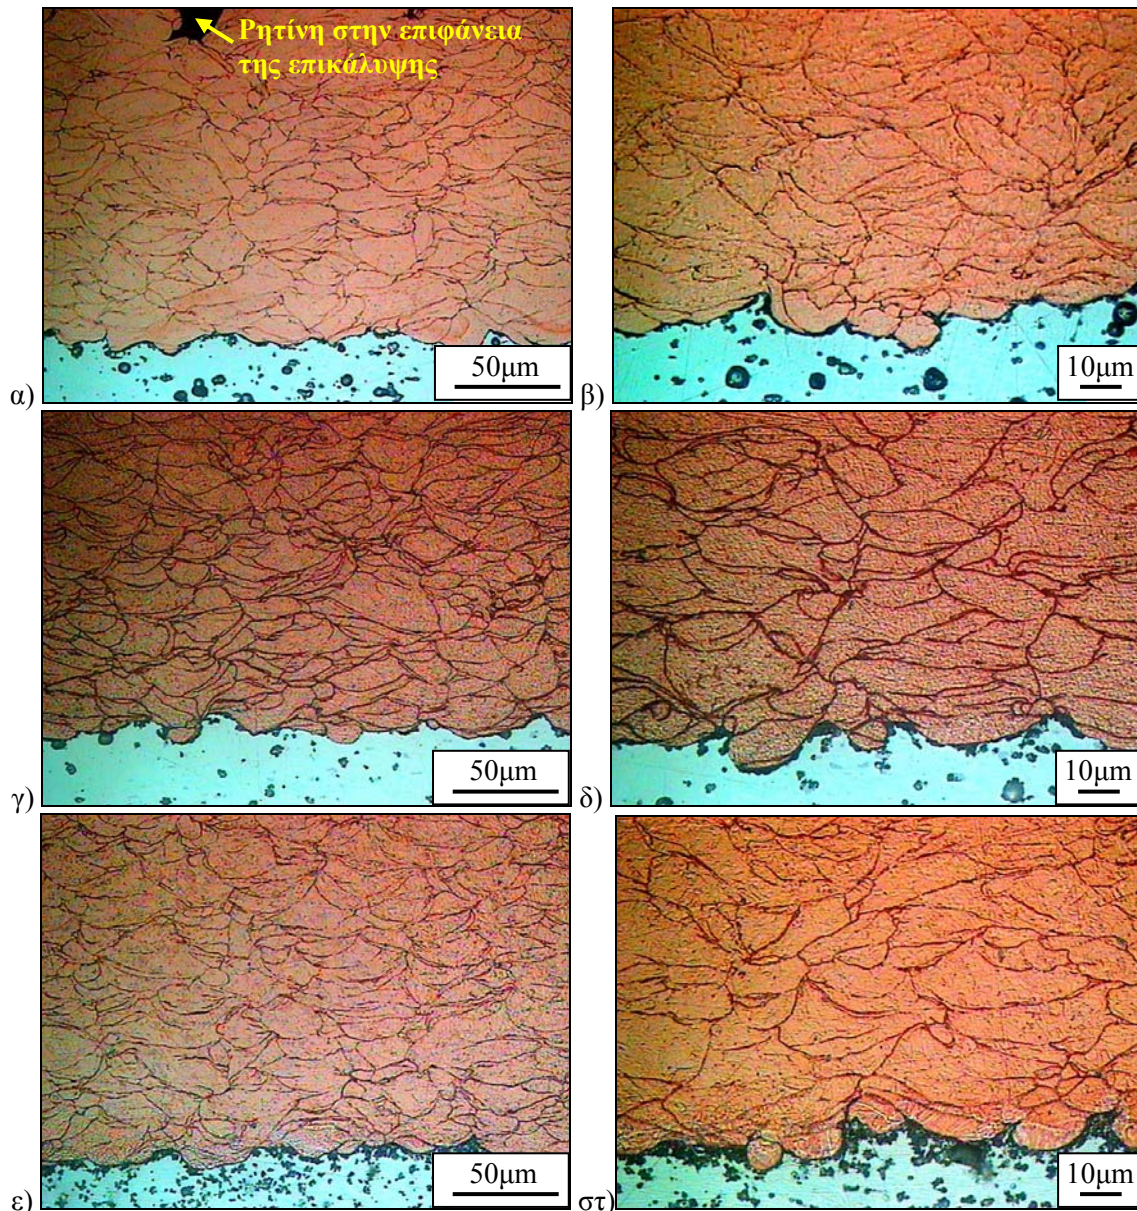 Ρητίνη στην επιφάνεια
της επικάλυψης
α)
50μm
β)
10μm
γ)
50μm
δ)
10μm
ε)
50μm
στ)
10μm